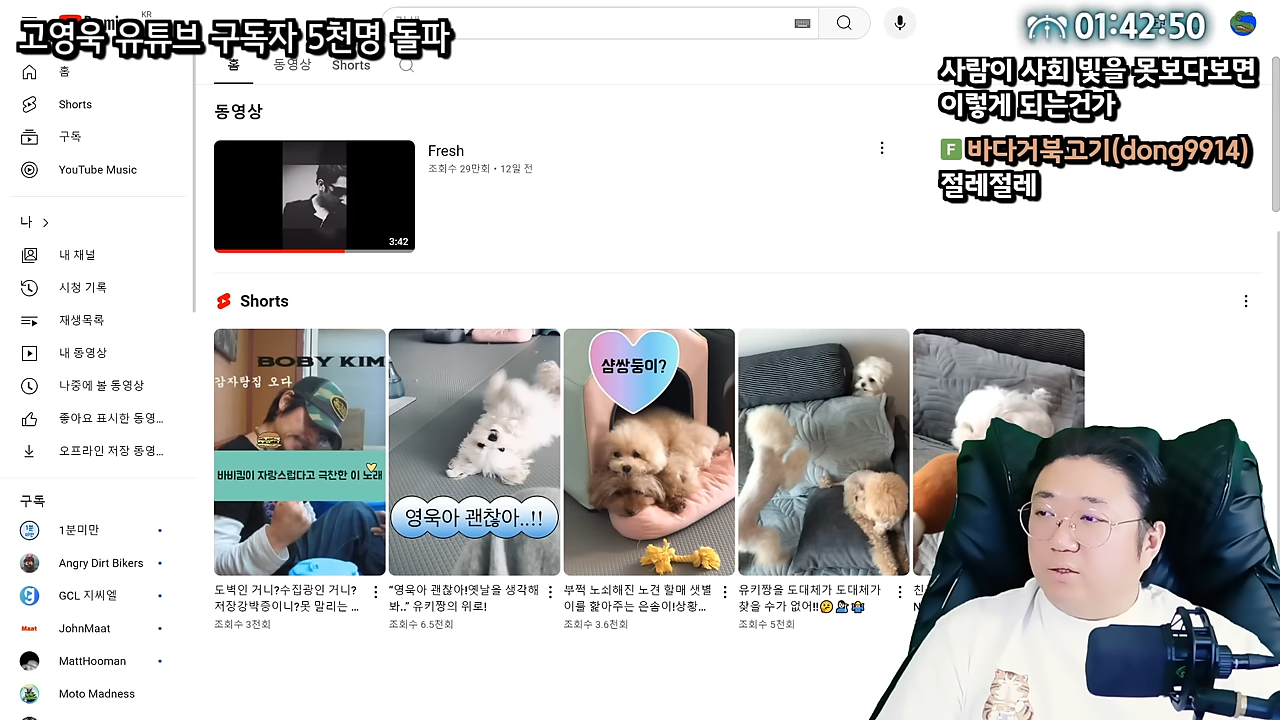 KR
고영욱 유튜브 구독자 5천명 돌파
01:42:50
홈
동영상
Shorts
사람이 사회 빛을 못보다보면
이렇게 되는건가
F 바다거북고기(dong9914)
절레절레
홈
Shorts
구독
YouTube Music
나
내 채널
시청 기록
재생목록
내 동영상
나중에 볼 동영상
좋아요 표시한 동영...
오프라인 저장 동영...
구독
1분미만
Angry Dirt Bikers
GCL 지씨엘
JohnMaat
MattHooman
Moto Madness
동영상
3:42
Fresh
조회수 29만회 • 12일 전
Shorts
BOBY KIM
감자탕집 오다
바비킴이 자랑스럽다고 극찬한 이 노래
도벽인 거니?수집광인 거니?
저장강박증이니?못 말리는 ...
조회수 3천회
영욱아 괜찮아..!!
“영욱아 괜찮아!옛날을 생각해
봐..” 유키짱의 위로!
조회수 6.5천회
샴쌍둥이?
부쩍 노쇠해진 노견 할매 샛별
이를 핥아주는 은솜이!상황...
조회수 3.6천회
유키짱을 도대체가 도대체가
찾을 수가 없어!!
조회수 5천회